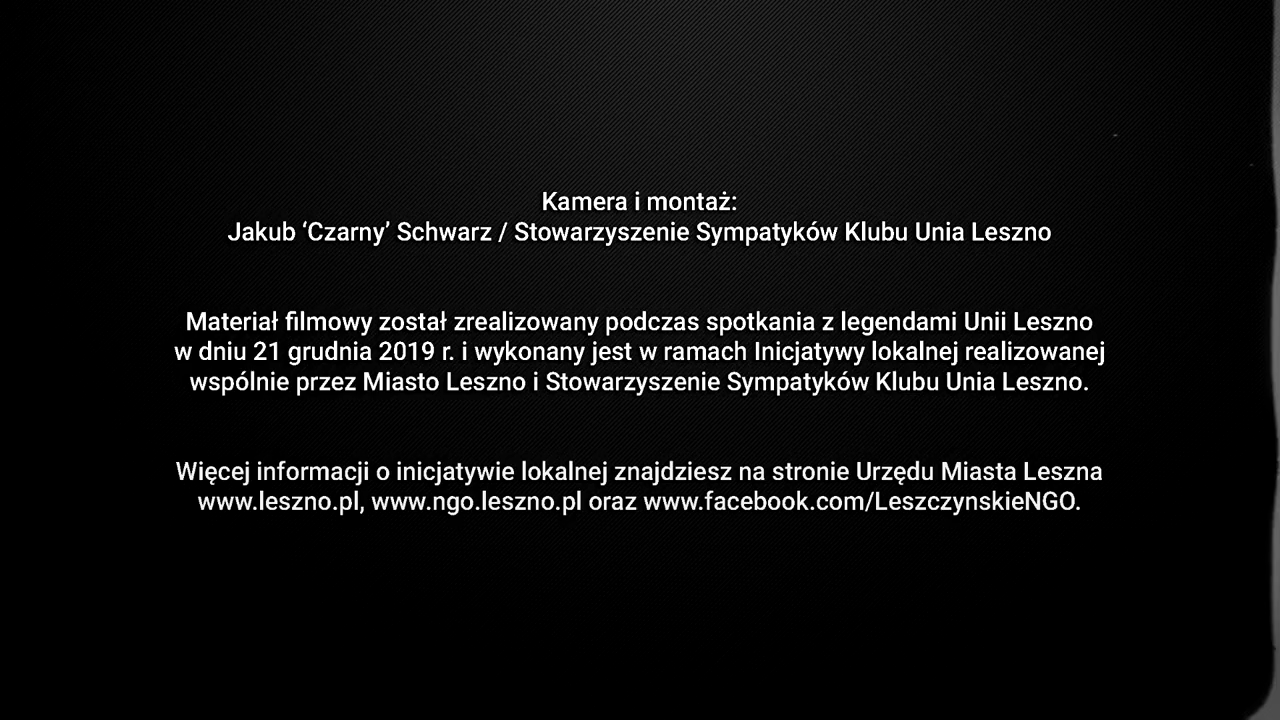 Kamera i montaż:
Jakub ‘Czarny’ Schwarz / Stowarzyszenie Sympatyków Klubu Unia Leszno
Materiał filmowy został zrealizowany podczas spotkania z legendami Unii Leszno
w dniu 21 grudnia 2019 r. i wykonany jest w ramach Inicjatywy lokalnej realizowanej
wspólnie przez Miasto Leszno i Stowarzyszenie Sympatyków Klubu Unia Leszno.
Więcej informacji o inicjatywie lokalnej znajdziesz na stronie Urzędu Miasta Leszna
www.leszno.pl, www.ngo.leszno.pl oraz www.facebook.com/LeszczynskieNGO.